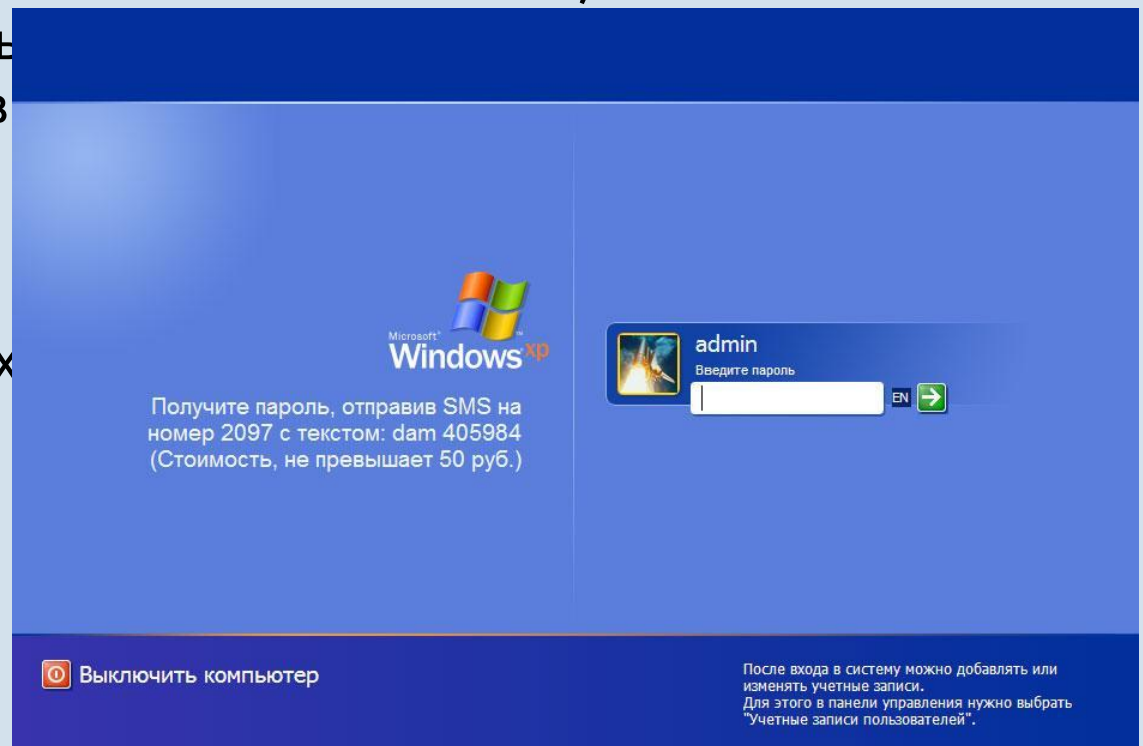 ь
в
х
Microsoft®
Windows xp
Получите пароль, отправив SMS на
номер 2097 с текстом: dam 405984
(Стоимость, не превышает 50 руб.)
admin
Введите пароль
EN
Выключить компьютер
После входа в систему можно добавлять или
изменять учетные записи.
Для этого в панели управления нужно выбрать
"Учетные записи пользователей".